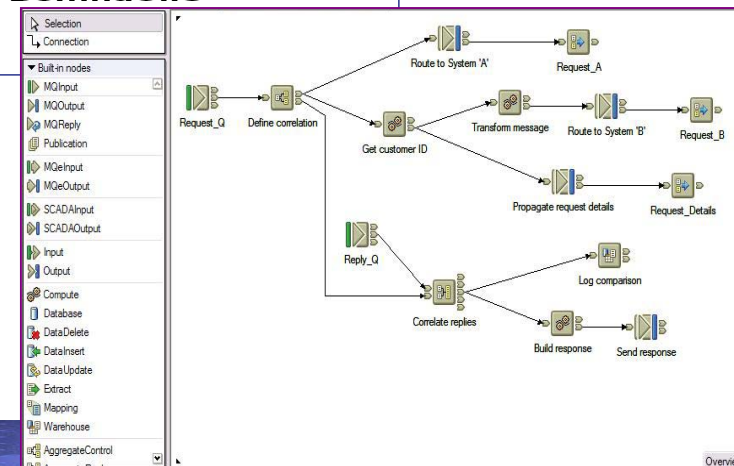 Selection
Connection
Built-in nodes
MQInput
MQOutput
MQReply
Publication
MQeInput
MQeOutput
SCADAInput
SCADAOutput
Input
Output
Compute
Database
DataDelete
DataInsert
DataUpdate
Extract
Mapping
Warehouse
AggregateControl
Route to System 'A'
Request_A
Request_Q
Define correlation
Get customer ID
Transform message
Route to System 'B'
Request_B
Propagate request details
Request_Details
Reply_Q
Correlate replies
Log comparison
Build response
Send response